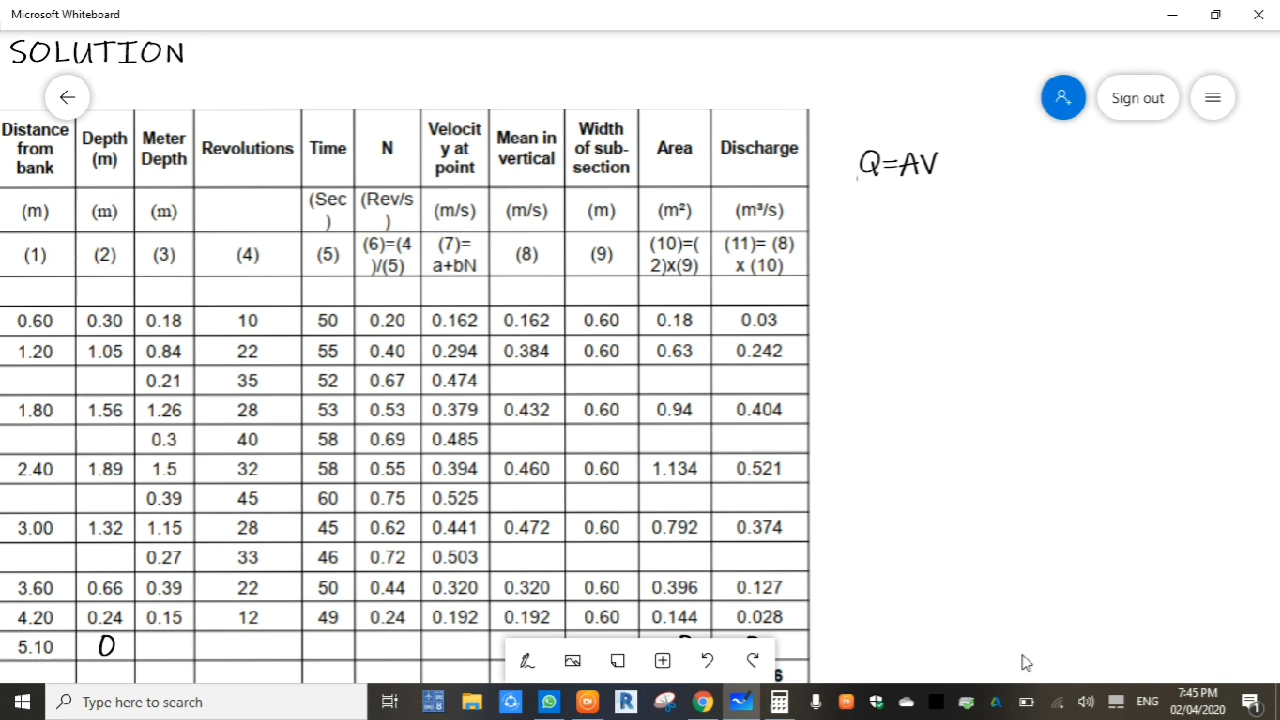 Microsoft Whiteboard
SOLUTION
Sign out
Distance from bank Depth (m) Meter Depth Revolutions Time N Velocit y at point Mean in vertical Width of sub-section Area Discharge
Q=AV
(m) (m) (m) (Sec ) (Rev/s ) (m/s) (m/s) (m) (m²) (m³/s)
(1) (2) (3) (4) (5) (6)=(4 )/(5) (7)= a+bN (8) (9) (10)=( 2)x(9) (11)= (8) x (10)
0.60 0.30 0.18 10 50 0.20 0.162 0.162 0.60 0.18 0.03
1.20 1.05 0.84 22 55 0.40 0.294 0.384 0.60 0.63 0.242
0.21 35 52 0.67 0.474
1.80 1.56 1.26 28 53 0.53 0.379 0.432 0.60 0.94 0.404
0.3 40 58 0.69 0.485
2.40 1.89 1.5 32 58 0.55 0.394 0.460 0.60 1.134 0.521
0.39 45 60 0.75 0.525
3.00 1.32 1.15 28 45 0.62 0.441 0.472 0.60 0.792 0.374
0.27 33 46 0.72 0.503
3.60 0.66 0.39 22 50 0.44 0.320 0.320 0.60 0.396 0.127
4.20 0.24 0.15 12 49 0.24 0.192 0.192 0.60 0.144 0.028
5.10 0
Type here to search
ENG
7:45 PM
02/04/2020